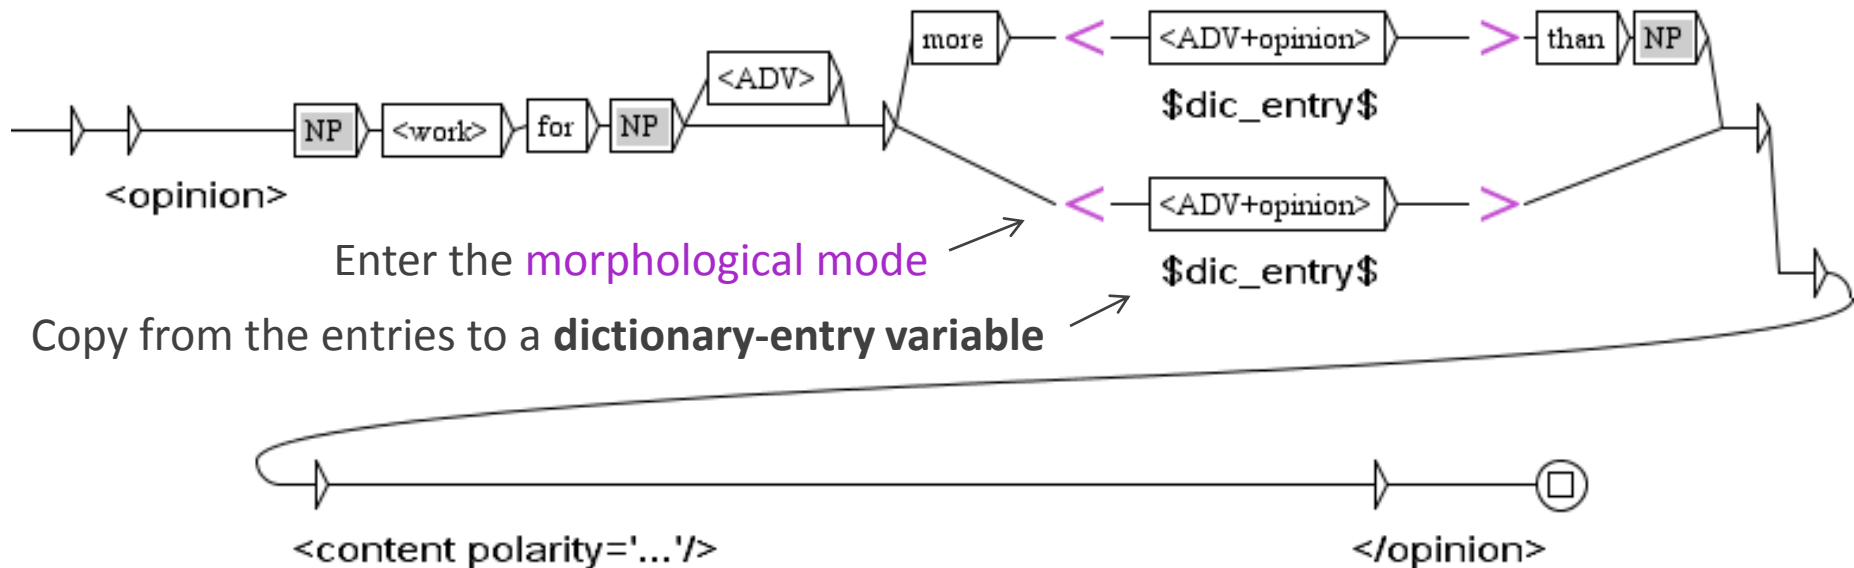 more < <ADV+opinion> > than NP
<ADV>
$dic_entry$
NP <work> for NP
<opinion>
< <ADV+opinion> >
Enter the morphological mode
$dic_entry$
Copy from the entries to a dictionary-entry variable
<content polarity='...'/>
</opinion>